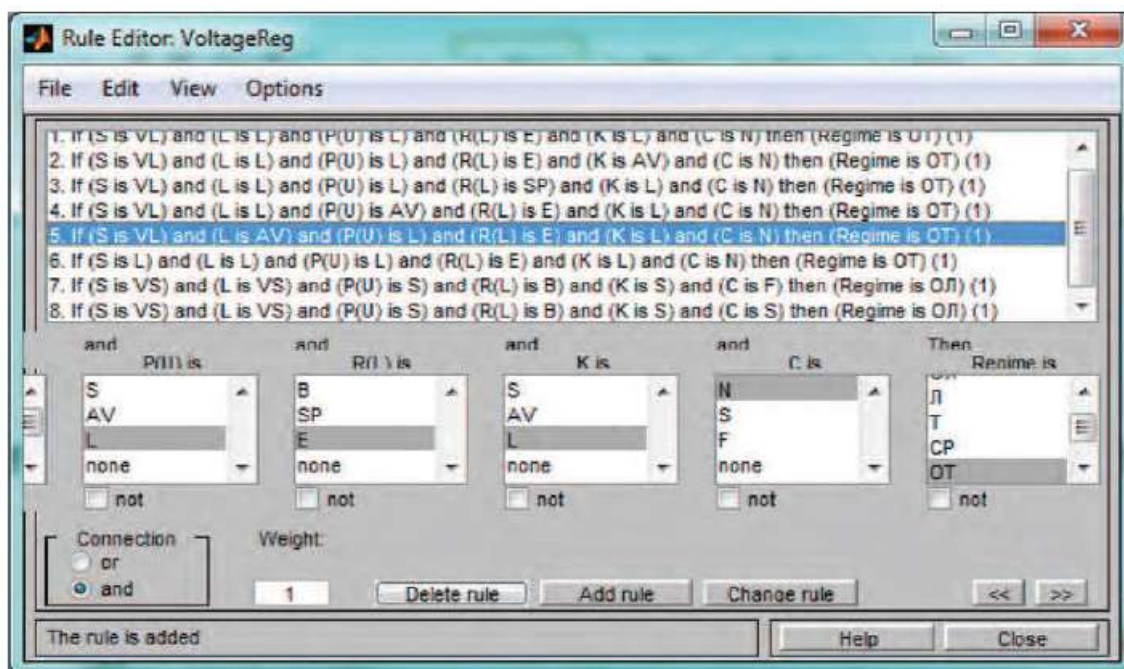 Rule Editor: VoltageReg
File Edit View Options
1. If (S is VL) and (L is L) and (P(U) is L) and (R(L) is E) and (K is L) and (C is N) then (Regime is ОТ) (1)
2. If (S is VL) and (L is L) and (P(U) is L) and (R(L) is E) and (K is AV) and (C is N) then (Regime is ОТ) (1)
3. If (S is VL) and (L is L) and (P(U) is L) and (R(L) is SP) and (K is L) and (C is N) then (Regime is ОТ) (1)
4. If (S is VL) and (L is L) and (P(U) is AV) and (R(L) is E) and (K is L) and (C is N) then (Regime is ОТ) (1)
5. If (S is VL) and (L is AV) and (P(U) is L) and (R(L) is E) and (K is L) and (C is N) then (Regime is ОТ) (1)
6. If (S is L) and (L is L) and (P(U) is L) and (R(L) is E) and (K is L) and (C is N) then (Regime is ОТ) (1)
7. If (S is VS) and (L is VS) and (P(U) is S) and (R(L) is B) and (K is S) and (C is F) then (Regime is ОЛ) (1)
8. If (S is VS) and (L is VS) and (P(U) is S) and (R(L) is B) and (K is S) and (C is S) then (Regime is ОЛ) (1)
and and and and Then
P(U) is R(L) is K is C is Regime is
S B S N ОЛ
AV SP AV S Л
L E L F Т
none none none none СР
ОТ
not not not not not
Connection Weight:
or
and 1 Delete rule Add rule Change rule << >>
The rule is added Help Close